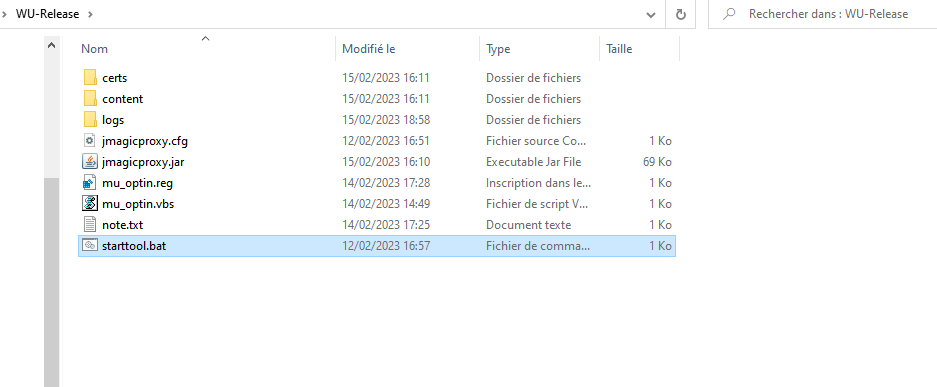 WU-Release
Rechercher dans : WU-Release
Nom Modifié le Type Taille
certs 15/02/2023 16:11 Dossier de fichiers
content 15/02/2023 16:11 Dossier de fichiers
logs 15/02/2023 18:58 Dossier de fichiers
jmagicproxy.cfg 12/02/2023 16:51 Fichier source Co... 1 Ko
jmagicproxy.jar 15/02/2023 16:10 Executable Jar File 69 Ko
mu_optin.reg 14/02/2023 17:28 Inscription dans le... 1 Ko
mu_optin.vbs 14/02/2023 14:49 Fichier de script V... 1 Ko
note.txt 14/02/2023 17:25 Document texte 1 Ko
starttool.bat 12/02/2023 16:57 Fichier de comma... 1 Ko